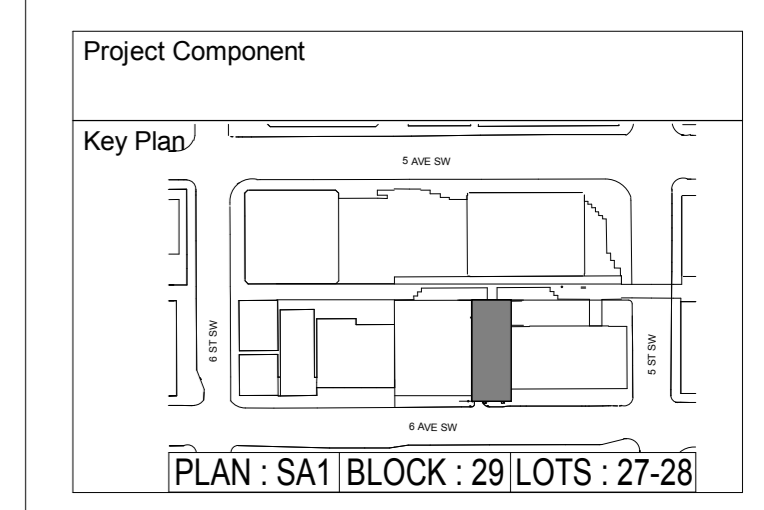 Project Component
Key Plan
5 AVE SW
6 ST SW
5 ST SW
6 AVE SW
PLAN : SA1 BLOCK : 29 LOTS : 27-28